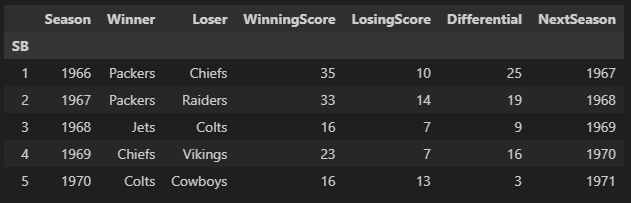 Season Winner Loser WinningScore LosingScore Differential NextSeason
SB
1 1966 Packers Chiefs 35 10 25 1967
2 1967 Packers Raiders 33 14 19 1968
3 1968 Jets Colts 16 7 9 1969
4 1969 Chiefs Vikings 23 7 16 1970
5 1970 Colts Cowboys 16 13 3 1971